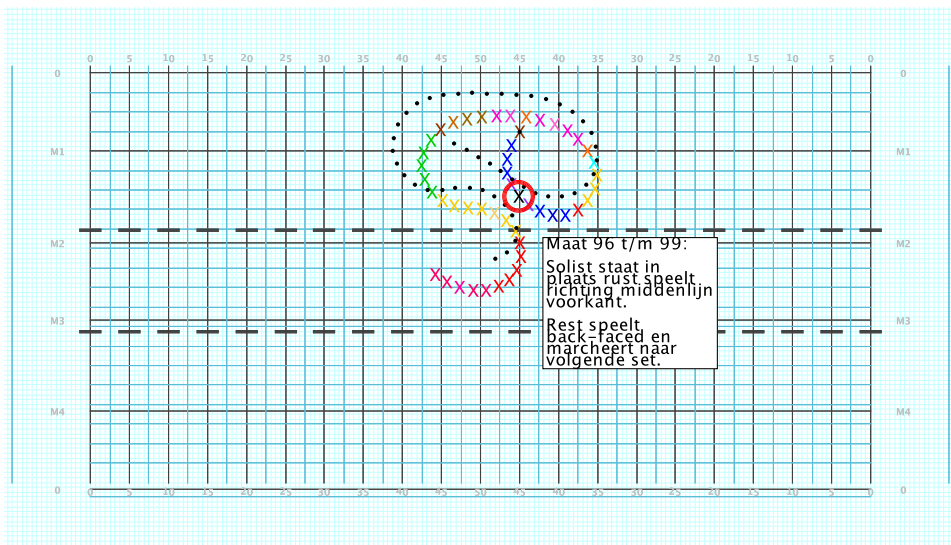 0 5 10 15 20 25 30 35 40 45 50 45 40 35 30 25 20 15 10 5 0
0 0
M1 M1
M2 M2
Maat 96 t/m 99:
Solist staat in
plaats rust speelt
richting middenlijn
voorkant.
M3 M3
Rest speelt
back-faced en
marcheert naar
volgende set.
M4 M4
0 0
0 5 10 15 20 25 30 35 40 45 50 45 40 35 30 25 20 15 10 5 0